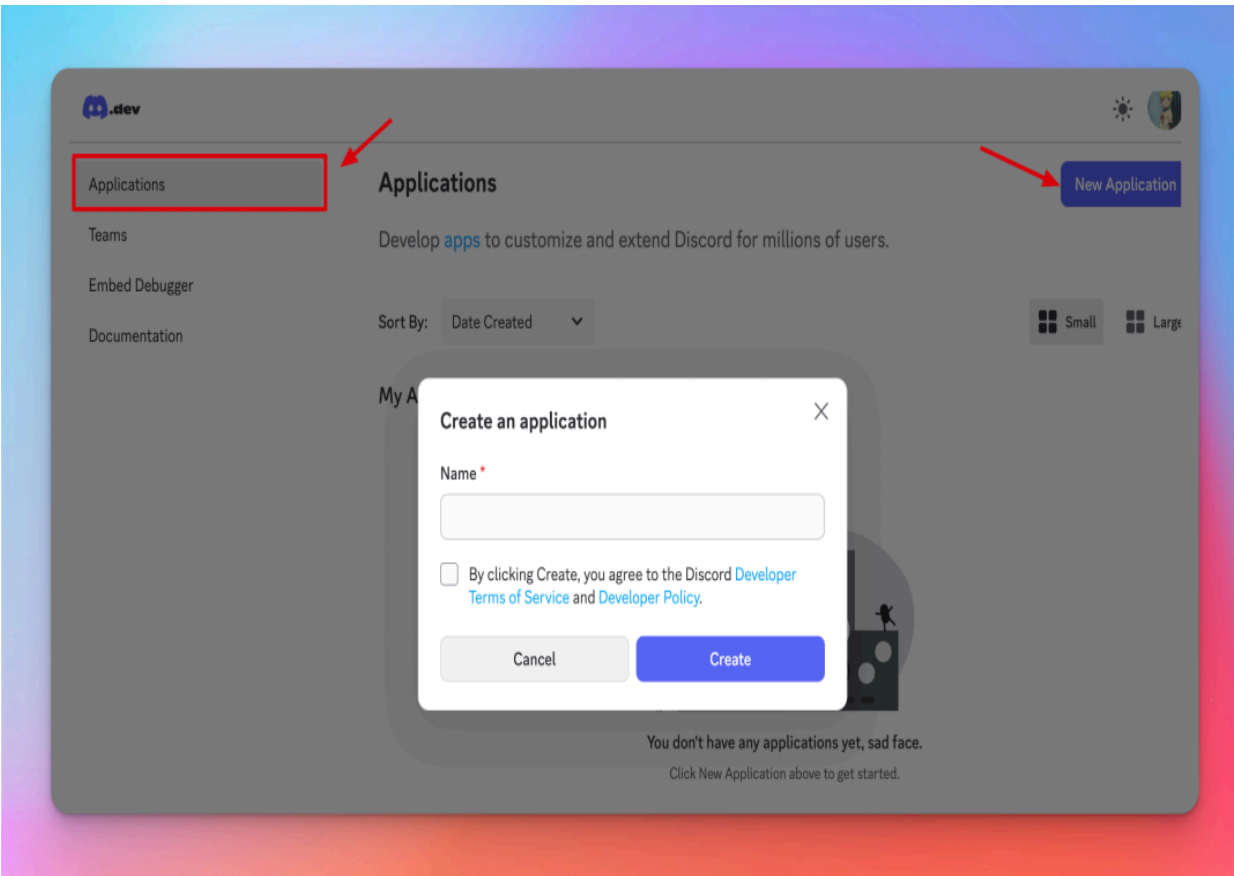 .dev
Applications
Teams
Embed Debugger
Documentation
Applications
New Application
Develop apps to customize and extend Discord for millions of users.
Sort By: Date Created
Small
Large
My A
Create an application
Name *
By clicking Create, you agree to the Discord Developer
Terms of Service and Developer Policy.
Cancel
Create
You don't have any applications yet, sad face.
Click New Application above to get started.